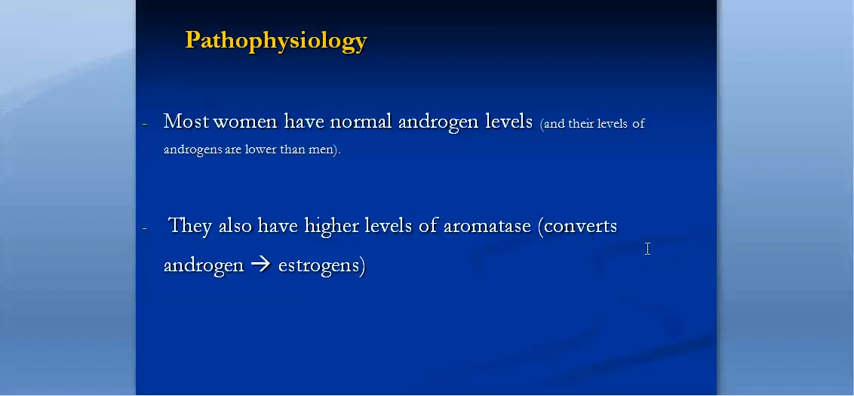 Pathophysiology
- Most women have normal androgen levels (and their levels of
androgens are lower than men).
- They also have higher levels of aromatase (converts
androgen → estrogens)